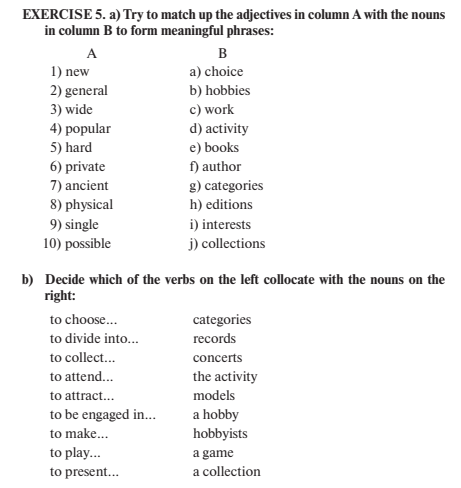 EXERCISE 5. a) Try to match up the adjectives in column A with the nouns
in column B to form meaningful phrases:
A B
1) new a) choice
2) general b) hobbies
3) wide c) work
4) popular d) activity
5) hard e) books
6) private f) author
7) ancient g) categories
8) physical h) editions
9) single i) interests
10) possible j) collections
b) Decide which of the verbs on the left collocate with the nouns on the
right:
to choose... categories
to divide into... records
to collect... concerts
to attend... the activity
to attract... models
to be engaged in... a hobby
to make... hobbyists
to play... a game
to present... a collection